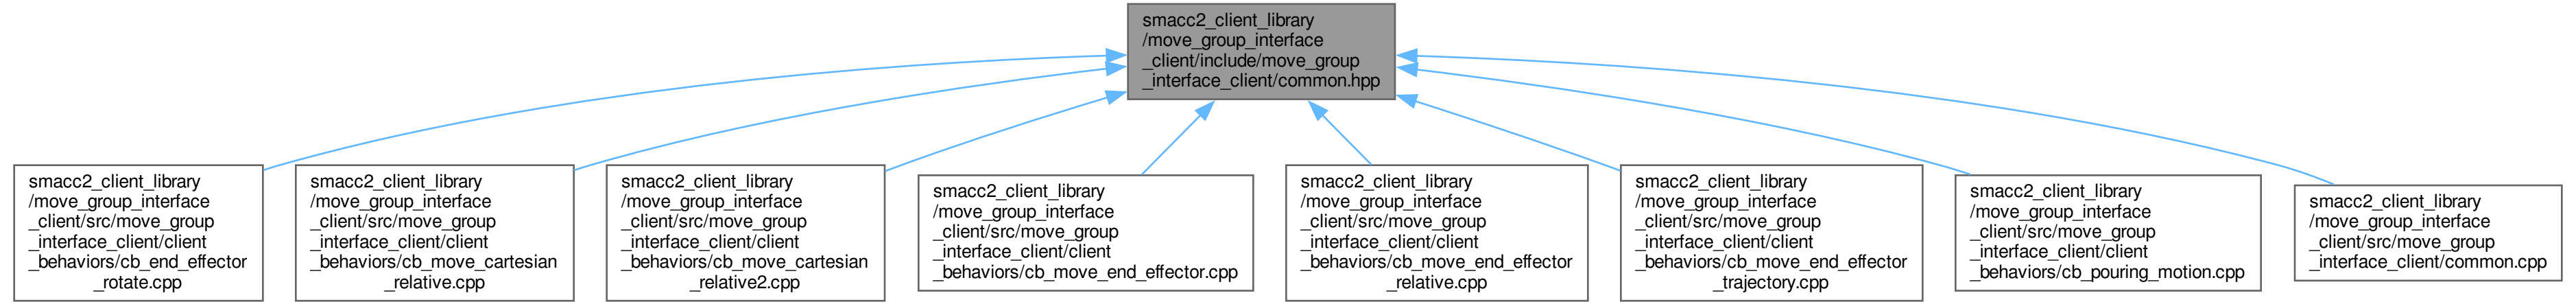 smacc2_client_library
/move_group_interface
_client/include/move_group
_interface_client/common.hpp
smacc2_client_library
/move_group_interface
_client/src/move_group
_interface_client/client
_behaviors/cb_end_effector
_rotate.cpp
smacc2_client_library
/move_group_interface
_client/src/move_group
_interface_client/client
_behaviors/cb_move_cartesian
_relative.cpp
smacc2_client_library
/move_group_interface
_client/src/move_group
_interface_client/client
_behaviors/cb_move_cartesian
_relative2.cpp
smacc2_client_library
/move_group_interface
_client/src/move_group
_interface_client/client
_behaviors/cb_move_end_effector.cpp
smacc2_client_library
/move_group_interface
_client/src/move_group
_interface_client/client
_behaviors/cb_move_end_effector
_relative.cpp
smacc2_client_library
/move_group_interface
_client/src/move_group
_interface_client/client
_behaviors/cb_move_end_effector
_trajectory.cpp
smacc2_client_library
/move_group_interface
_client/src/move_group
_interface_client/client
_behaviors/cb_pouring_motion.cpp
smacc2_client_library
/move_group_interface
_client/src/move_group
_interface_client/common.cpp